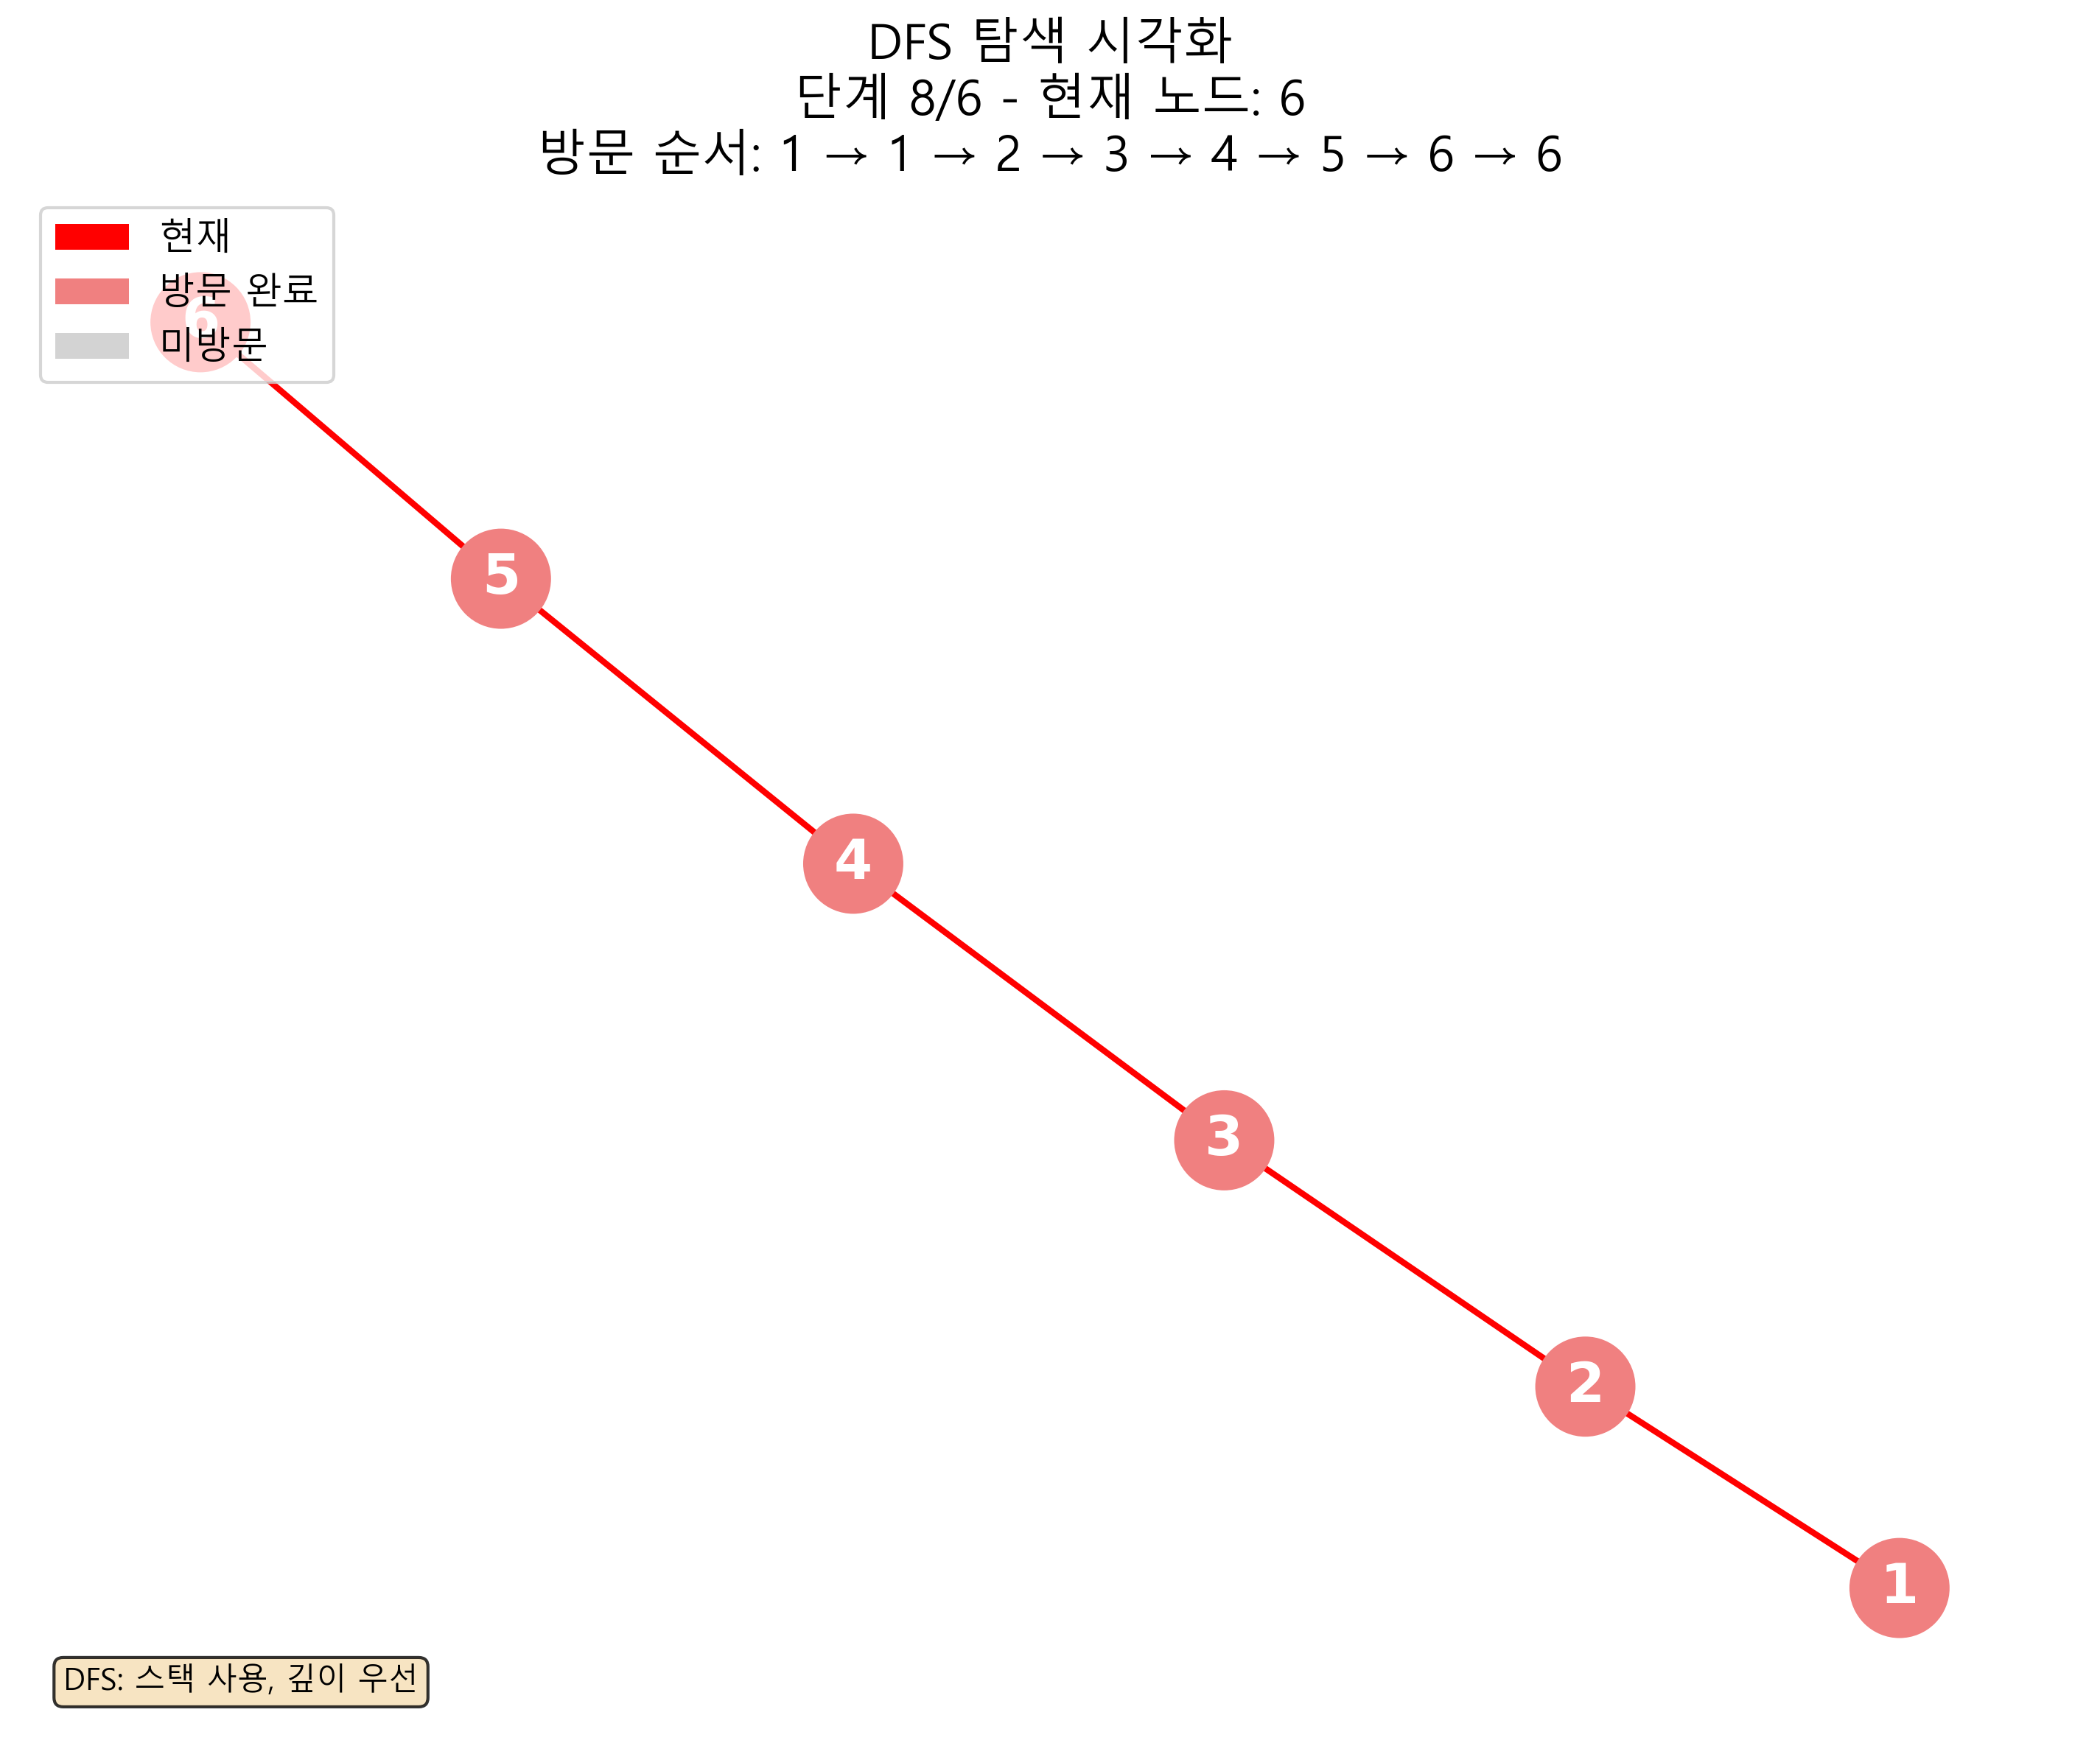 DFS 탐색 시각화
단계 8/6 - 현재 노드: 6
방문 순서: 1 → 1 → 2 → 3 → 4 → 5 → 6 → 6
현재
방문 완료
미방문
6
5
4
3
2
1
DFS: 스택 사용, 깊이 우선